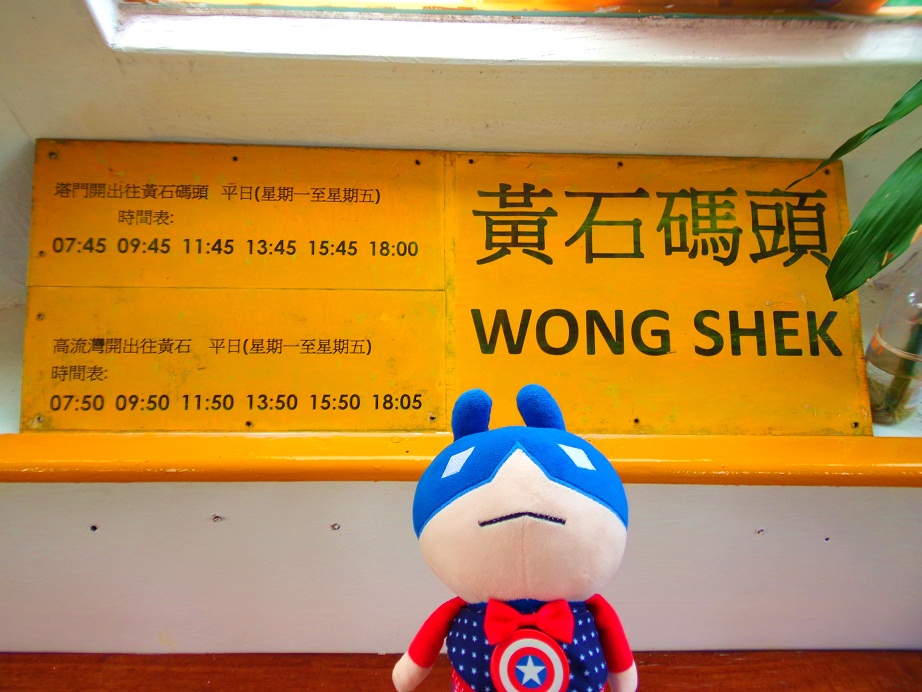 塔門開出往黃石碼頭 平日(星期一至星期五)
時間表:
07:45 09:45 11:45 13:45 15:45 18:00
高流灣開出往黃石 平日(星期一至星期五)
時間表:
07:50 09:50 11:50 13:50 15:50 18:05
黃石碼頭
WONG SHEK